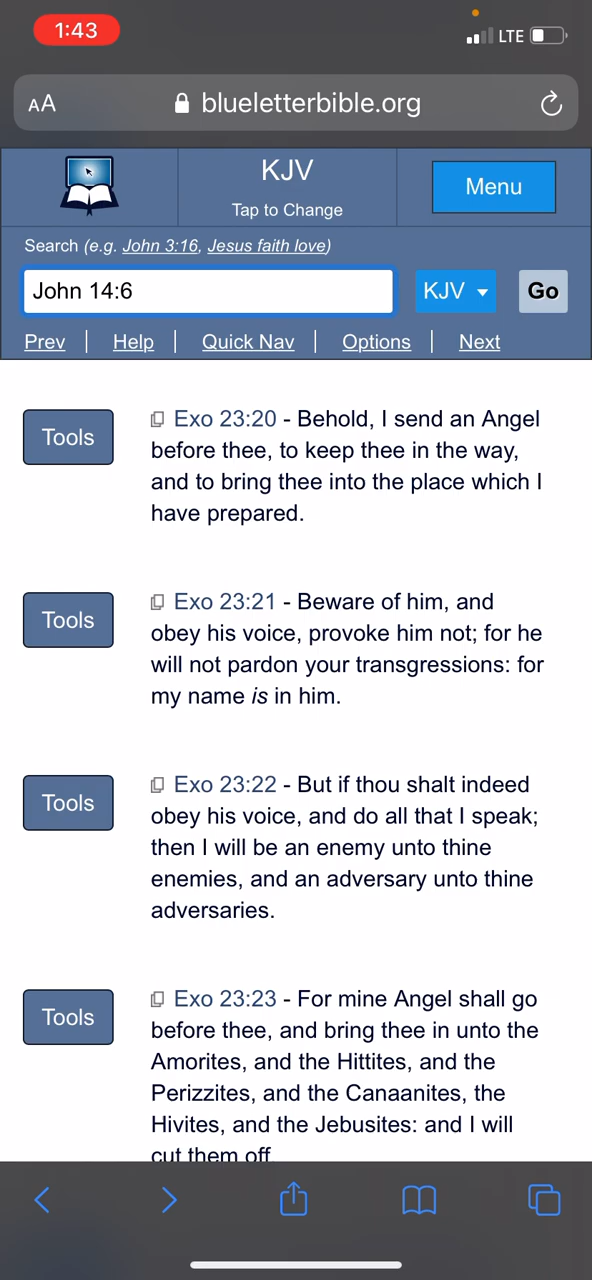 1:43
LTE
AA blueletterbible.org
KJV
Tap to Change
Menu
Search (e.g. John 3:16, Jesus faith love)
John 14:6
KJV
Go
Prev | Help | Quick Nav | Options | Next
Tools
Exo 23:20 - Behold, I send an Angel
before thee, to keep thee in the way,
and to bring thee into the place which I
have prepared.
Tools
Exo 23:21 - Beware of him, and
obey his voice, provoke him not; for he
will not pardon your transgressions: for
my name is in him.
Tools
Exo 23:22 - But if thou shalt indeed
obey his voice, and do all that I speak;
then I will be an enemy unto thine
enemies, and an adversary unto thine
adversaries.
Tools
Exo 23:23 - For mine Angel shall go
before thee, and bring thee in unto the
Amorites, and the Hittites, and the
Perizzites, and the Canaanites, the
Hivites, and the Jebusites: and I will
cut them off